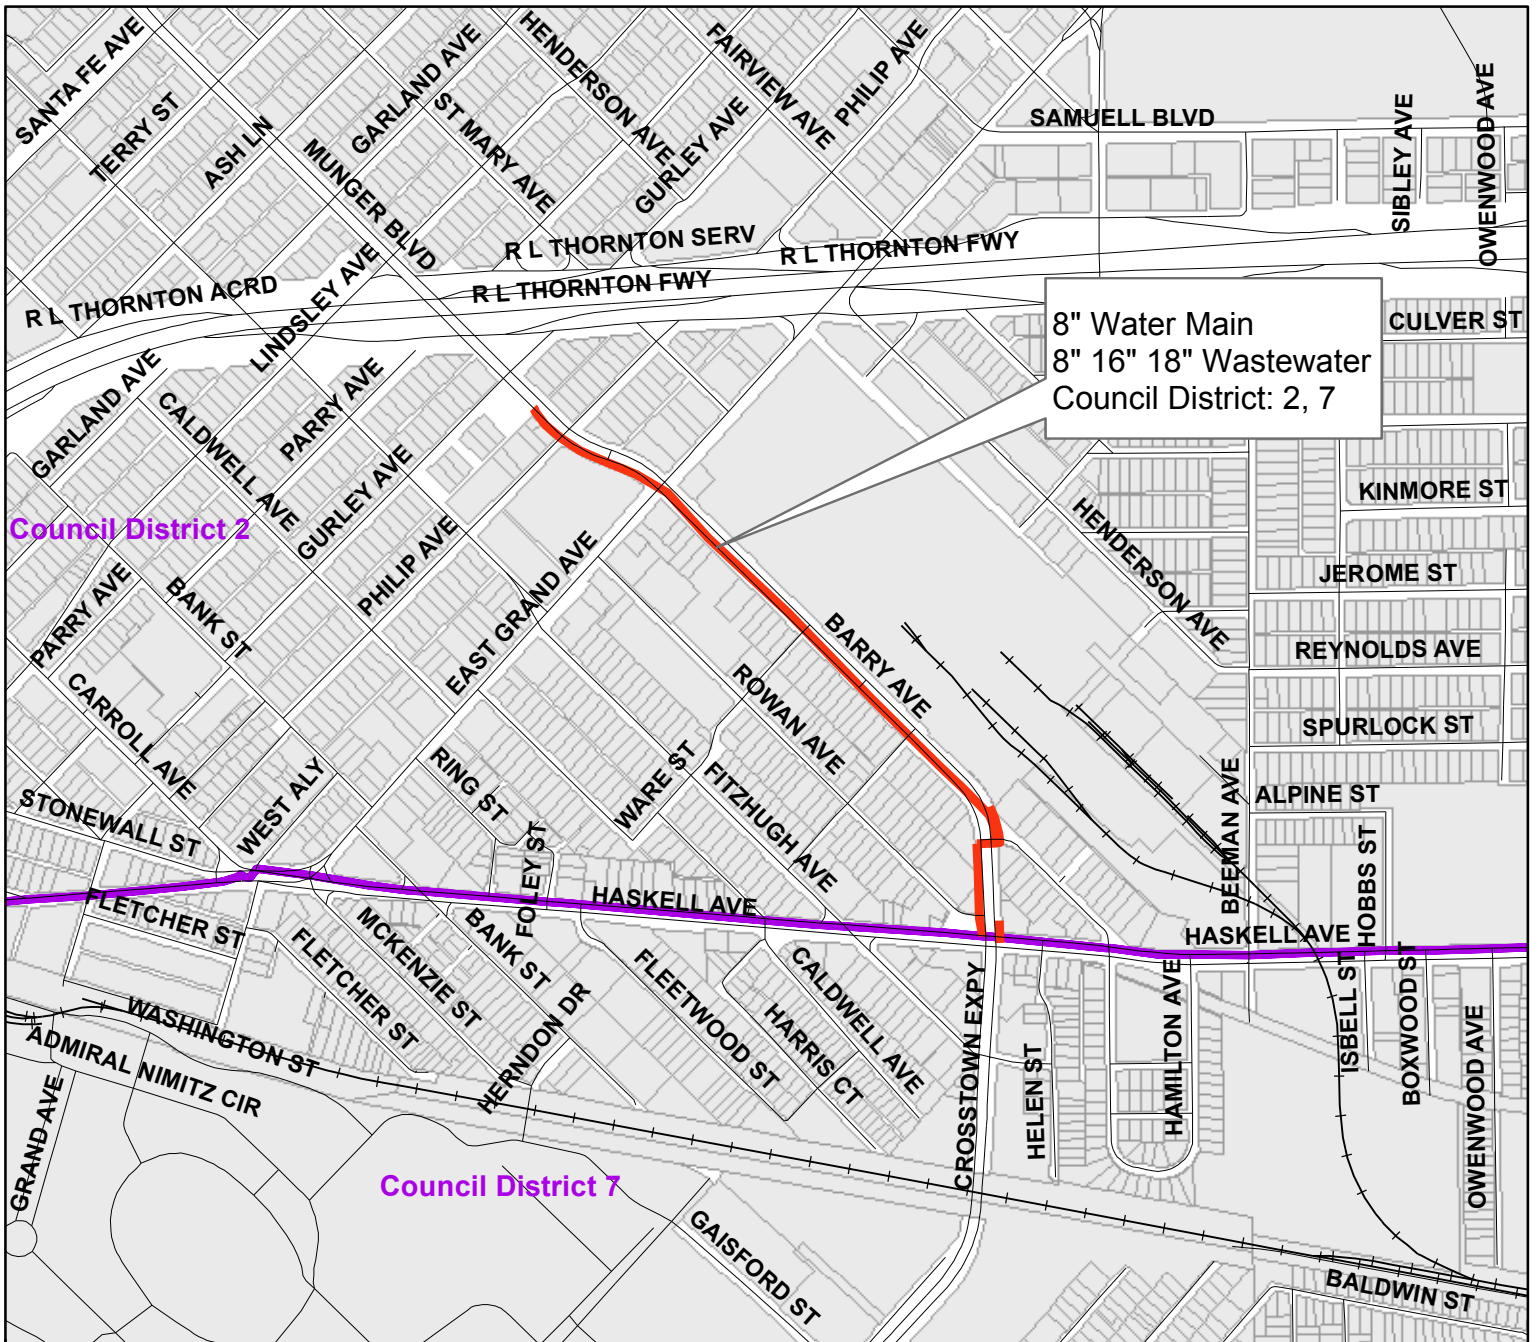 SANTA FE AVE
TERRY ST
ASH LN
MUNGER BLVD
GARLAND AVE
ST MARY AVE
HENDERSON AVE
GURLEY AVE
FAIRVIEW AVE
PHILIP AVE
SAMUELL BLVD
SIBLEY AVE
OWENWOOD AVE
R L THORNTON SERV
R L THORNTON FWY
R L THORNTON ACRD
R L THORNTON FWY
LINDSLEY AVE
8" Water Main
8" 16" 18" Wastewater
Council District: 2, 7
CULVER ST
GARLAND AVE
CALDWELL AVE
PARRY AVE
GURLEY AVE
PHILIP AVE
Council District 2
KINMORE ST
HENDERSON AVE
JEROME ST
PARRY AVE
BANK ST
EAST GRAND AVE
BARRY AVE
REYNOLDS AVE
CARROLL AVE
ROWAN AVE
SPURLOCK ST
RING ST
WARE ST
FITZHUGH AVE
BEEMAN AVE
ALPINE ST
STONEWALL ST
WEST ALY
FOLEY ST
HOBBS ST
HASKELL AVE
HASKELL AVE
FLETCHER ST
FLETCHER ST
MCKENZIE ST
BANK ST
HERNDON DR
FLEETWOOD ST
HARRIS CT
CALDWELL AVE
CROSSTOWN EXPY
HELEN ST
HAMILTON AVE
ISBELL ST
BOXWOOD ST
OWENWOOD AVE
WASHINGTON ST
ADMIRAL NIMITZ CIR
GRAND AVE
Council District 7
GAISFORD ST
BALDWIN ST